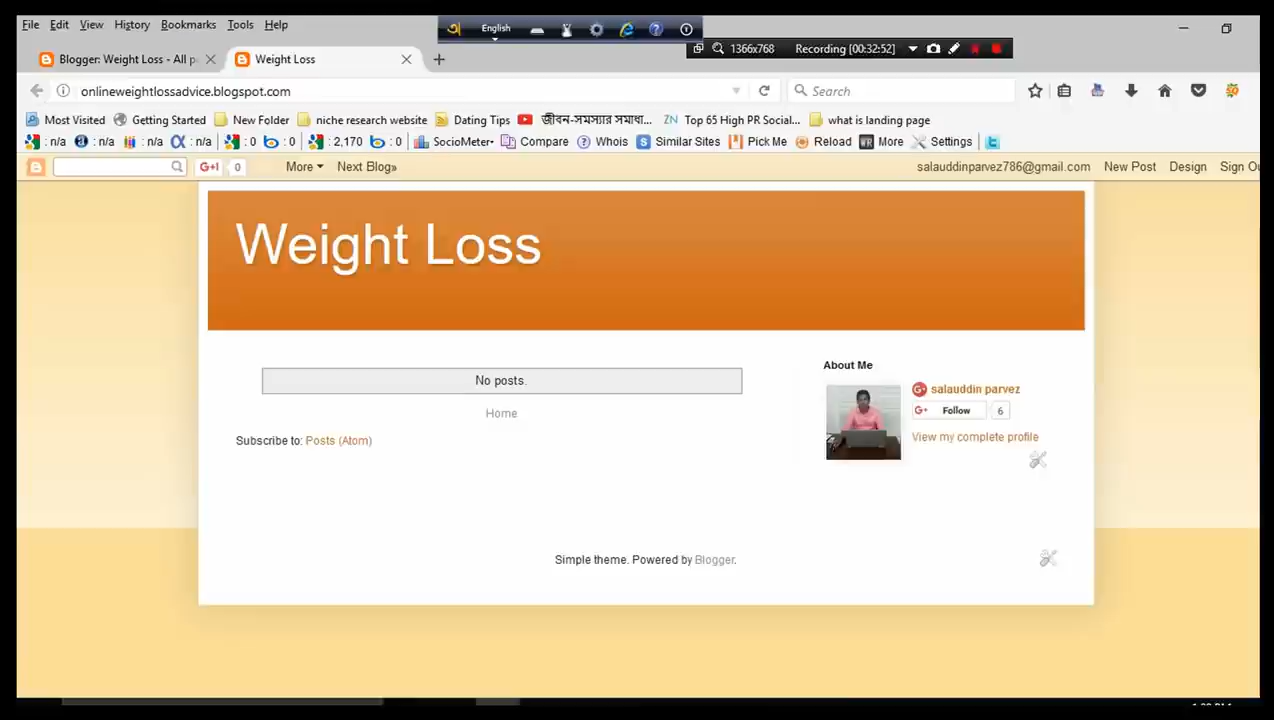 File Edit View History Bookmarks Tools Help
English
1366x768 Recording [00:32:52]
Blogger: Weight Loss - All p
Weight Loss
onlineweightlossadvice.blogspot.com
Search
Most Visited Getting Started New Folder niche research website Dating Tips জীবন-সমস্যার সমাধা... ZN Top 65 High PR Social... what is landing page
: n/a : n/a : n/a : n/a : 0 : 0 : 2,170 : 0 SocioMeter Compare Whois Similar Sites Pick Me Reload More Settings
G+1 0 More Next Blog» salauddinparvez786@gmail.com New Post Design Sign Ou
Weight Loss
No posts.
Home
Subscribe to: Posts (Atom)
About Me
salauddin parvez
G+ Follow 6
View my complete profile
Simple theme. Powered by Blogger.